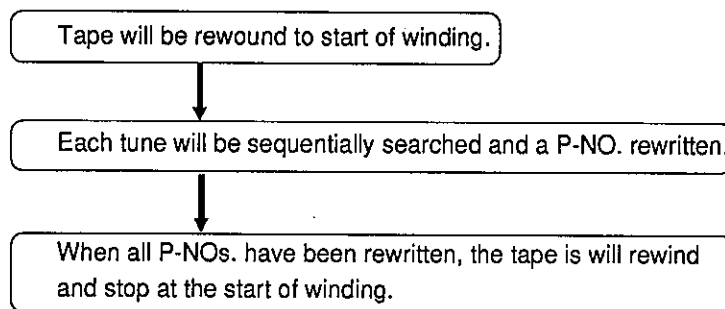 Tape will be rewound to start of winding.
Each tune will be sequentially searched and a P-NO. rewritten.
When all P-NOs. have been rewritten, the tape is will rewind
and stop at the start of winding.